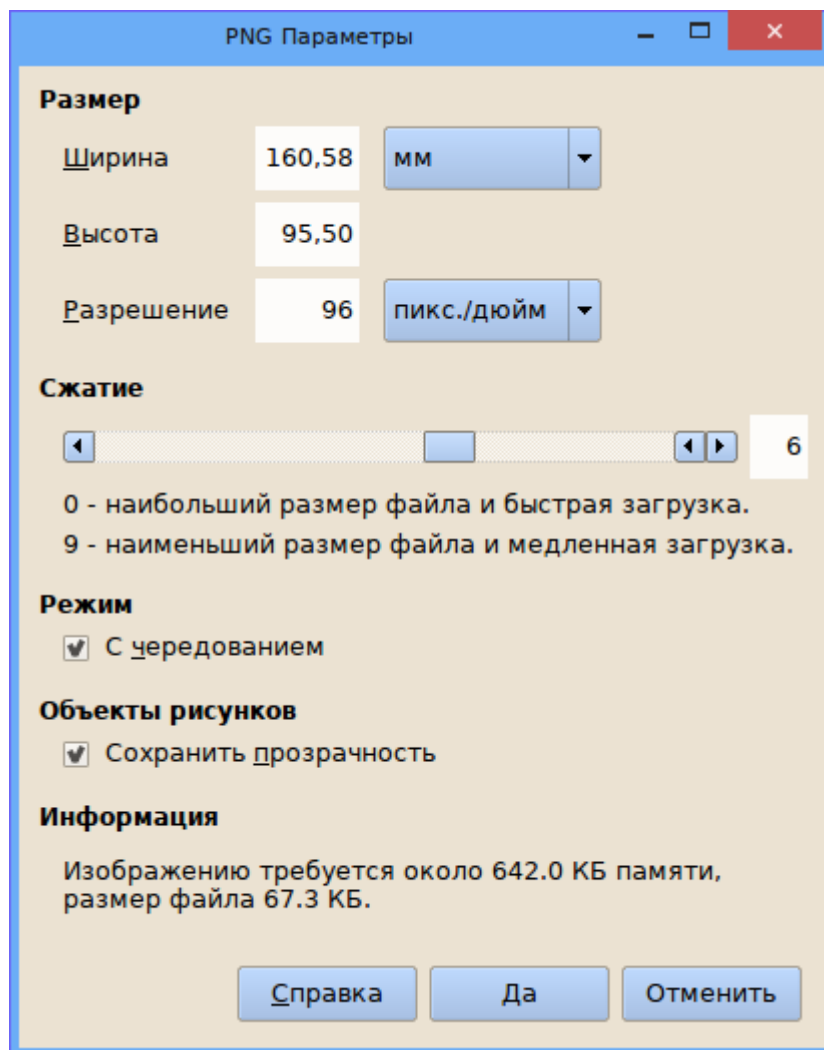 PNG Параметры
Размер
Ширина 160,58 мм
Высота 95,50
Разрешение 96 пикс./дюйм
Сжатие
6
0 - наибольший размер файла и быстрая загрузка.
9 - наименьший размер файла и медленная загрузка.
Режим
С чередованием
Объекты рисунков
Сохранить прозрачность
Информация
Изображению требуется около 642.0 КБ памяти,
размер файла 67.3 КБ.
Справка Да Отменить